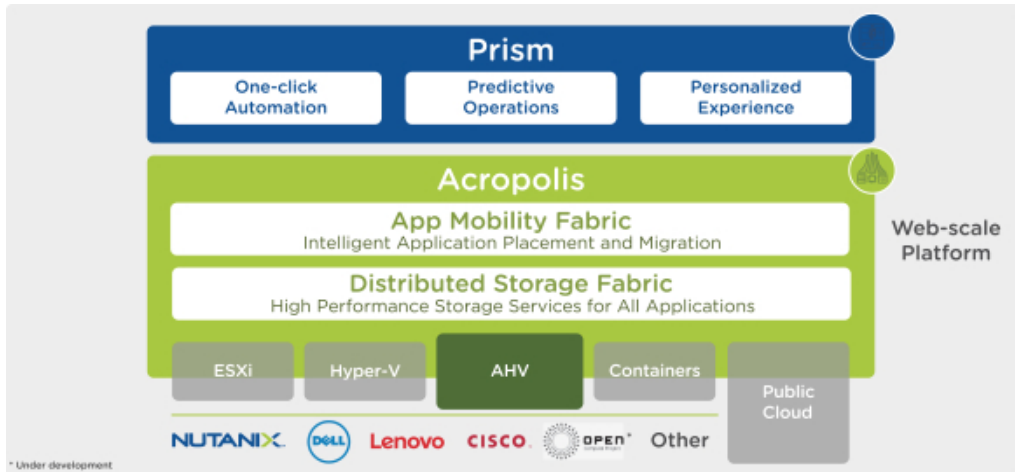 Prism
One-click
Automation
Predictive
Operations
Personalized
Experience
Acropolis
App Mobility Fabric
Intelligent Application Placement and Migration
Distributed Storage Fabric
High Performance Storage Services for All Applications
Web-scale
Platform
ESXi
Hyper-V
AHV
Containers
Public
Cloud
NUTANIX.
DELL
Lenovo
CISCO.
OPEN*
Other
* Under development